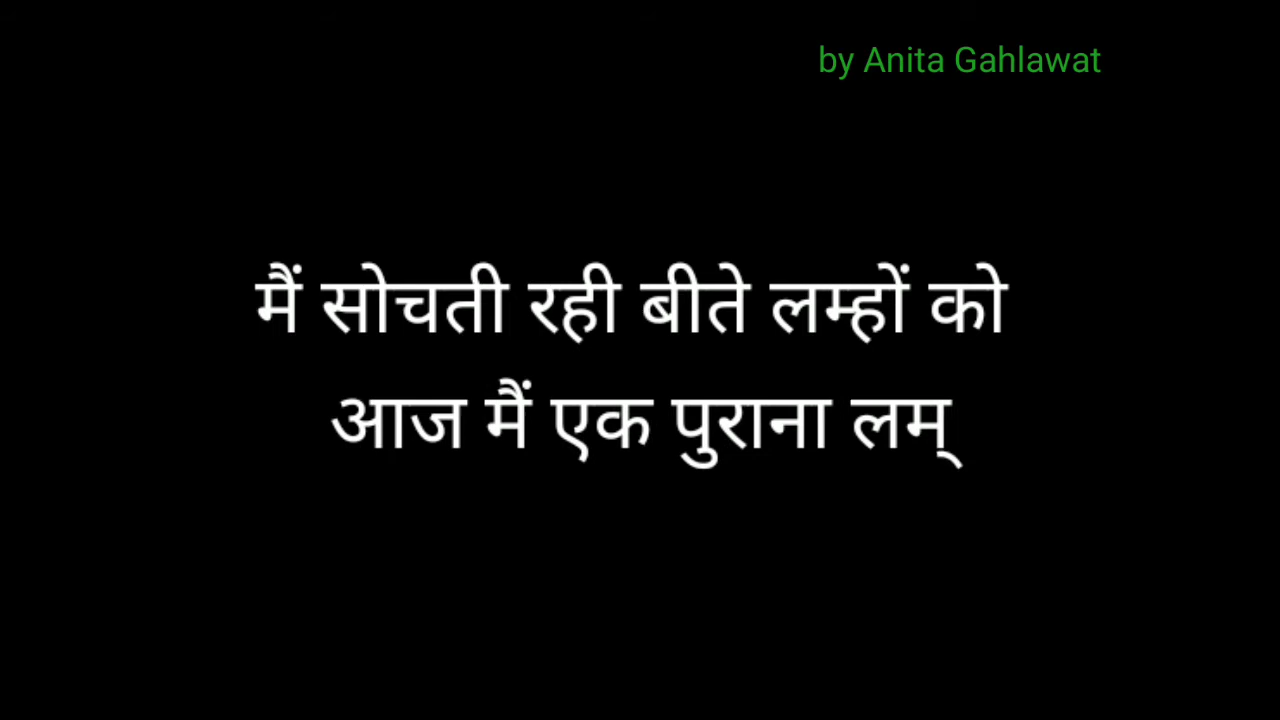 by Anita Gahlawat
मैं सोचती रही बीते लम्हों को
आज मैं एक पुराना लम्